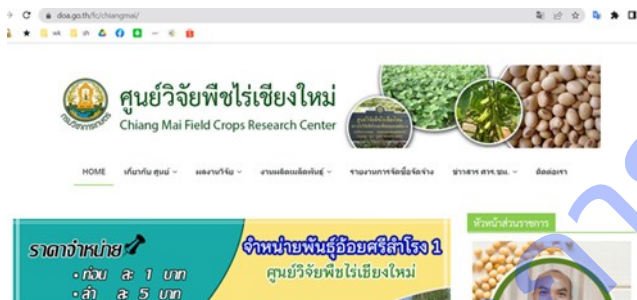 doa.go.th/fc/chiangmai/
ศูนย์วิจัยพืชไร่เชียงใหม่
Chiang Mai Field Crops Research Center
HOME เกี่ยวกับ ศูนย์ ผลงานวิจัย งานผลิตเมล็ดพันธุ์ รายงานการจัดซื้อจัดจ้าง ข่าวสาร ศวร.ชม. ติดต่อเรา
หัวหน้าส่วนราชการ
ราคาจำหน่าย
• ท่อน ละ 1 บาท
• ลำ ละ 5 บาท
จำหน่ายพันธุ์อ้อยศรีสำโรง 1
ศูนย์วิจัยพืชไร่เชียงใหม่